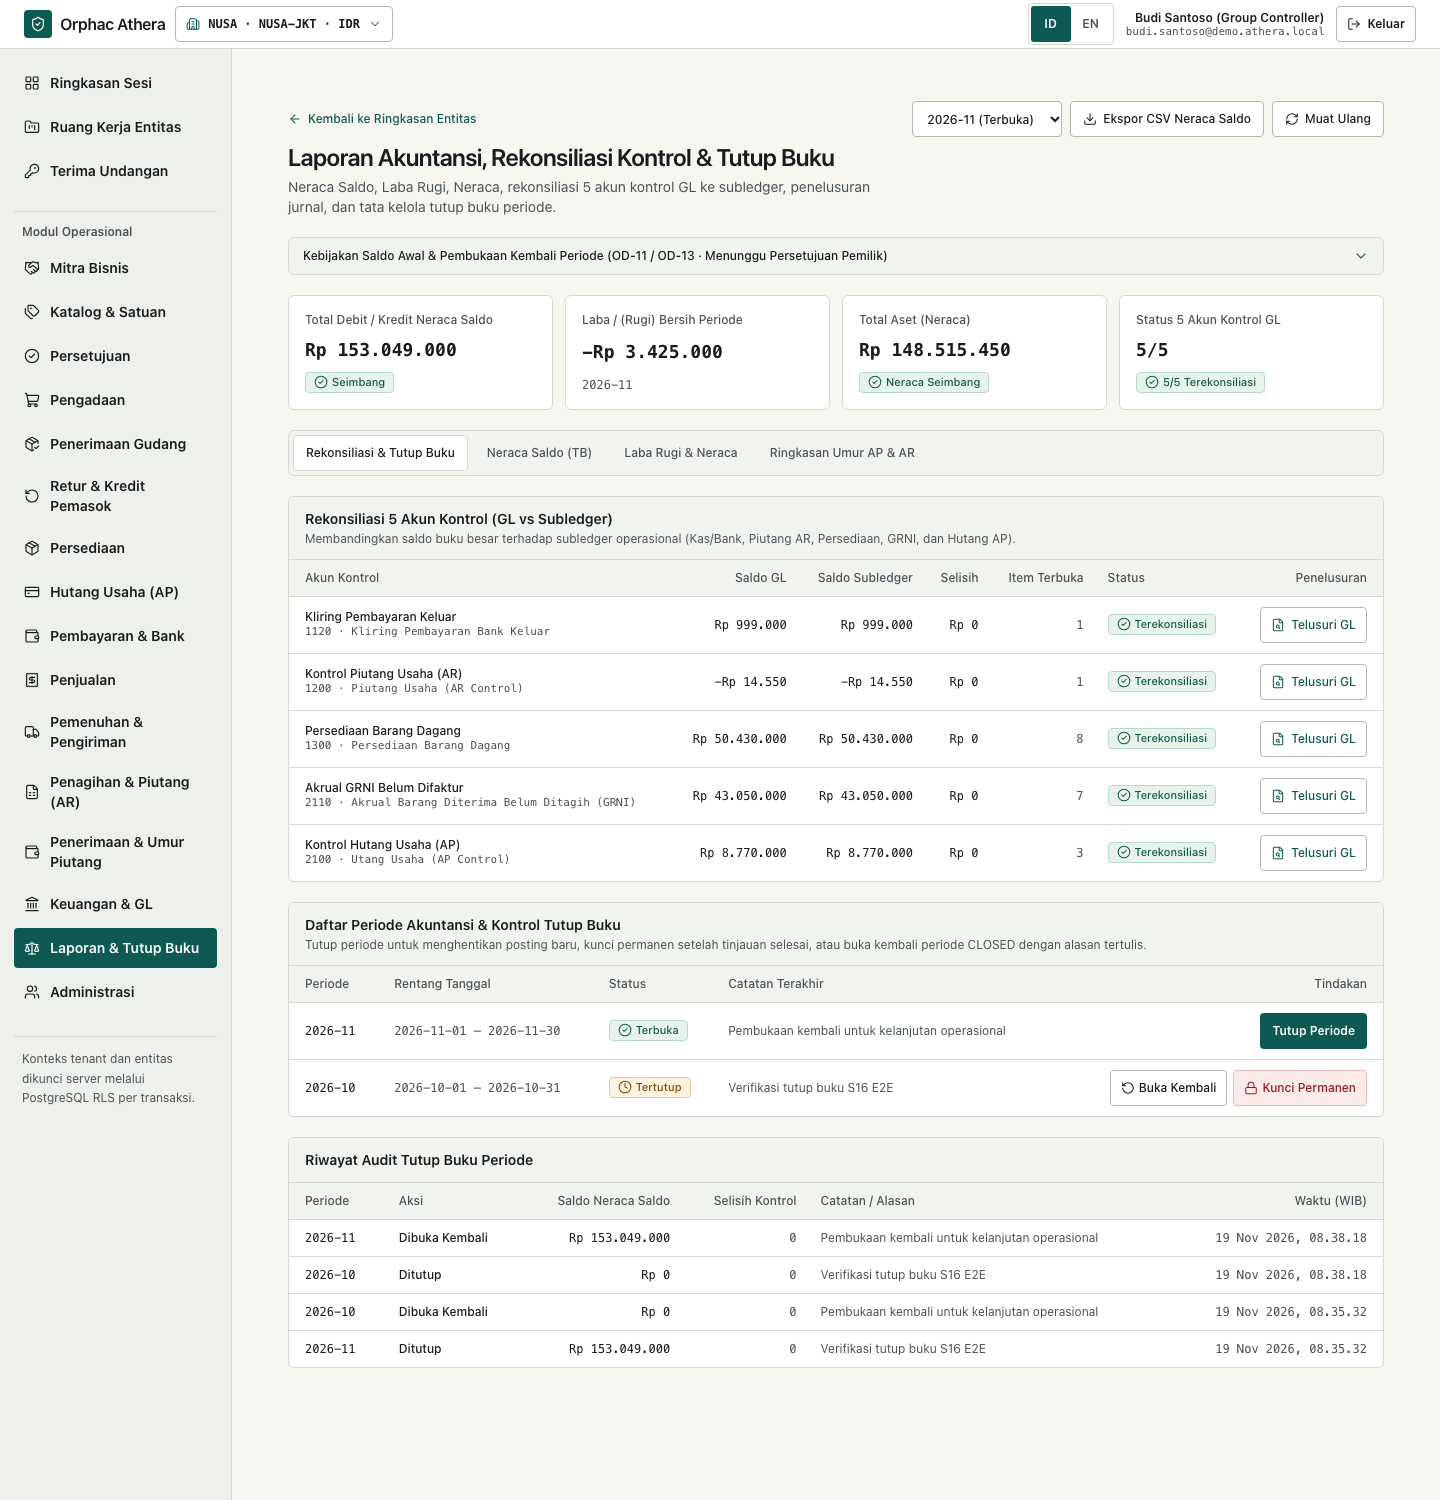 Orphac Athera
NUSA · NUSA-JKT · IDR
ID
EN
Budi Santoso (Group Controller)
budi.santoso@demo.athera.local
Keluar
Ringkasan Sesi
Ruang Kerja Entitas
Terima Undangan
Modul Operasional
Mitra Bisnis
Katalog & Satuan
Persetujuan
Pengadaan
Penerimaan Gudang
Retur & Kredit
Pemasok
Persediaan
Hutang Usaha (AP)
Pembayaran & Bank
Penjualan
Pemenuhan &
Pengiriman
Penagihan & Piutang
(AR)
Penerimaan & Umur
Piutang
Keuangan & GL
Laporan & Tutup Buku
Administrasi
Konteks tenant dan entitas
dikunci server melalui
PostgreSQL RLS per transaksi.
Kembali ke Ringkasan Entitas
2026-11 (Terbuka)
Ekspor CSV Neraca Saldo
Muat Ulang
Laporan Akuntansi, Rekonsiliasi Kontrol & Tutup Buku
Neraca Saldo, Laba Rugi, Neraca, rekonsiliasi 5 akun kontrol GL ke subledger, penelusuran
jurnal, dan tata kelola tutup buku periode.
Kebijakan Saldo Awal & Pembukaan Kembali Periode (OD-11 / OD-13 · Menunggu Persetujuan Pemilik)
Total Debit / Kredit Neraca Saldo
Rp 153.049.000
Seimbang
Laba / (Rugi) Bersih Periode
-Rp 3.425.000
2026-11
Total Aset (Neraca)
Rp 148.515.450
Neraca Seimbang
Status 5 Akun Kontrol GL
5/5
5/5 Terekonsiliasi
Rekonsiliasi & Tutup Buku
Neraca Saldo (TB)
Laba Rugi & Neraca
Ringkasan Umur AP & AR
Rekonsiliasi 5 Akun Kontrol (GL vs Subledger)
Membandingkan saldo buku besar terhadap subledger operasional (Kas/Bank, Piutang AR, Persediaan, GRNI, dan Hutang AP).
Akun Kontrol Saldo GL Saldo Subledger Selisih Item Terbuka Status Penelusuran
Kliring Pembayaran Keluar
1120 · Kliring Pembayaran Bank Keluar
Rp 999.000 Rp 999.000 Rp 0 1 Terekonsiliasi Telusuri GL
Kontrol Piutang Usaha (AR)
1200 · Piutang Usaha (AR Control)
-Rp 14.550 -Rp 14.550 Rp 0 1 Terekonsiliasi Telusuri GL
Persediaan Barang Dagang
1300 · Persediaan Barang Dagang
Rp 50.430.000 Rp 50.430.000 Rp 0 8 Terekonsiliasi Telusuri GL
Akrual GRNI Belum Difaktur
2110 · Akrual Barang Diterima Belum Ditagih (GRNI)
Rp 43.050.000 Rp 43.050.000 Rp 0 7 Terekonsiliasi Telusuri GL
Kontrol Hutang Usaha (AP)
2100 · Utang Usaha (AP Control)
Rp 8.770.000 Rp 8.770.000 Rp 0 3 Terekonsiliasi Telusuri GL
Daftar Periode Akuntansi & Kontrol Tutup Buku
Tutup periode untuk menghentikan posting baru, kunci permanen setelah tinjauan selesai, atau buka kembali periode CLOSED dengan alasan tertulis.
Periode Rentang Tanggal Status Catatan Terakhir Tindakan
2026-11 2026-11-01 — 2026-11-30 Terbuka Pembukaan kembali untuk kelanjutan operasional Tutup Periode
2026-10 2026-10-01 — 2026-10-31 Tertutup Verifikasi tutup buku S16 E2E Buka Kembali Kunci Permanen
Riwayat Audit Tutup Buku Periode
Periode Aksi Saldo Neraca Saldo Selisih Kontrol Catatan / Alasan Waktu (WIB)
2026-11 Dibuka Kembali Rp 153.049.000 0 Pembukaan kembali untuk kelanjutan operasional 19 Nov 2026, 08.38.18
2026-10 Ditutup Rp 0 0 Verifikasi tutup buku S16 E2E 19 Nov 2026, 08.38.18
2026-10 Dibuka Kembali Rp 0 0 Pembukaan kembali untuk kelanjutan operasional 19 Nov 2026, 08.35.32
2026-11 Ditutup Rp 153.049.000 0 Verifikasi tutup buku S16 E2E 19 Nov 2026, 08.35.32